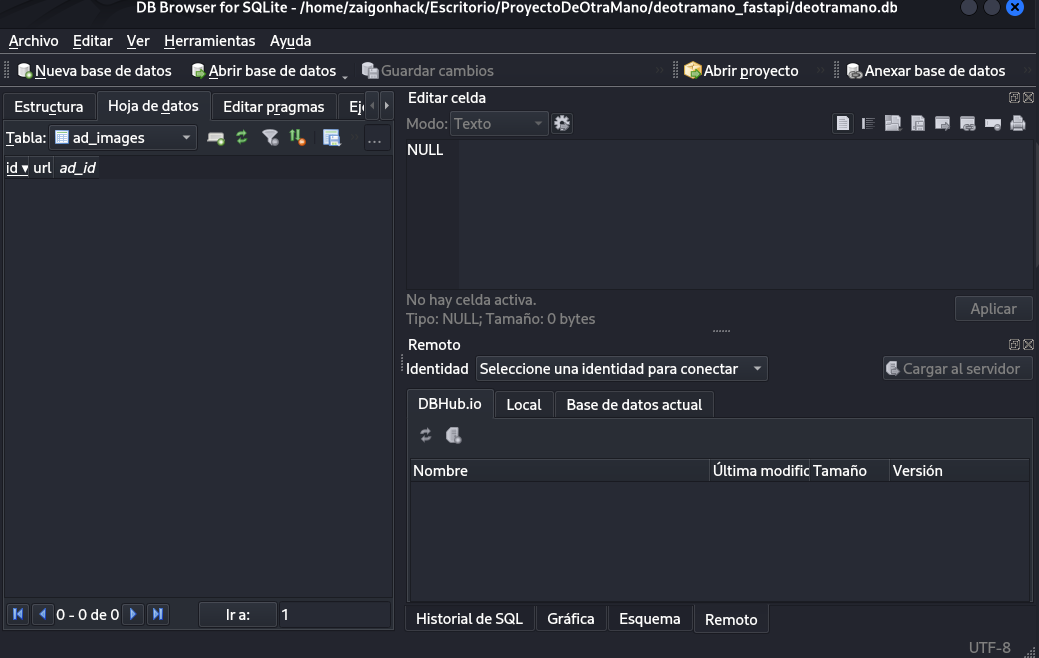 DB Browser for SQLite - /home/zaigonhack/Escritorio/ProyectoDeOtraMano/deotramano_fastapi/deotramano.db
Archivo Editar Ver Herramientas Ayuda
Nueva base de datos Abrir base de datos Guardar cambios Abrir proyecto Anexar base de datos
Estructura Hoja de datos Editar pragmas Ej
Tabla: ad_images ...
id url ad_id
0 - 0 de 0 Ir a: 1
Editar celda
Modo: Texto
NULL
No hay celda activa.
Tipo: NULL; Tamaño: 0 bytes
Aplicar
Remoto
Identidad Seleccione una identidad para conectar Cargar al servidor
DBHub.io Local Base de datos actual
Nombre Última modific Tamaño Versión
Historial de SQL Gráfica Esquema Remoto
UTF-8